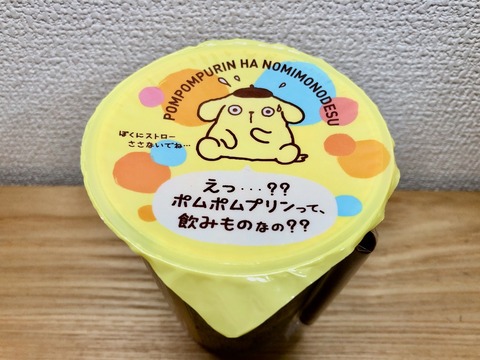 POMPOMPURIN HA NOMIMONODESU
ぼくにストロー
ささないでね…
えっ…??
ポムポムプリンって、
飲みものなの??